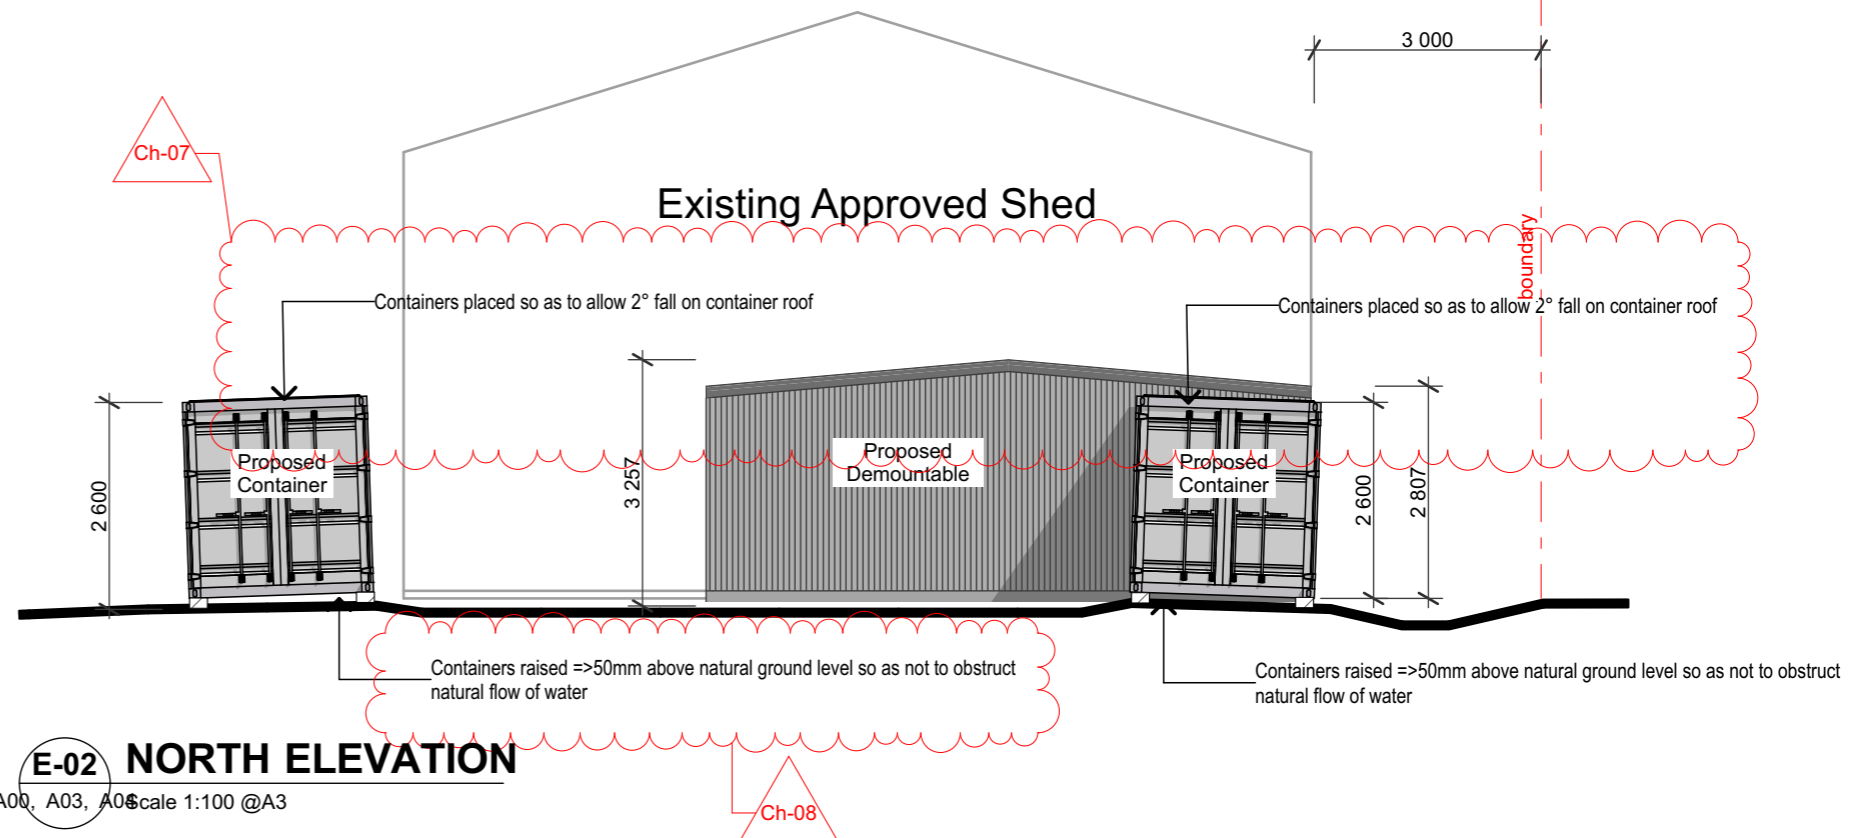 3 000
Ch-07
Existing Approved Shed
boundary
Containers placed so as to allow 2° fall on container roof
Containers placed so as to allow 2° fall on container roof
2 600
Proposed
Container
3 257
Proposed
Demountable
Proposed
Container
2 600
2 807
Containers raised =>50mm above natural ground level so as not to obstruct
natural flow of water
Containers raised =>50mm above natural ground level so as not to obstruct
natural flow of water
E-02
NORTH ELEVATION
A00, A03, A04
Scale 1:100 @A3
Ch-08